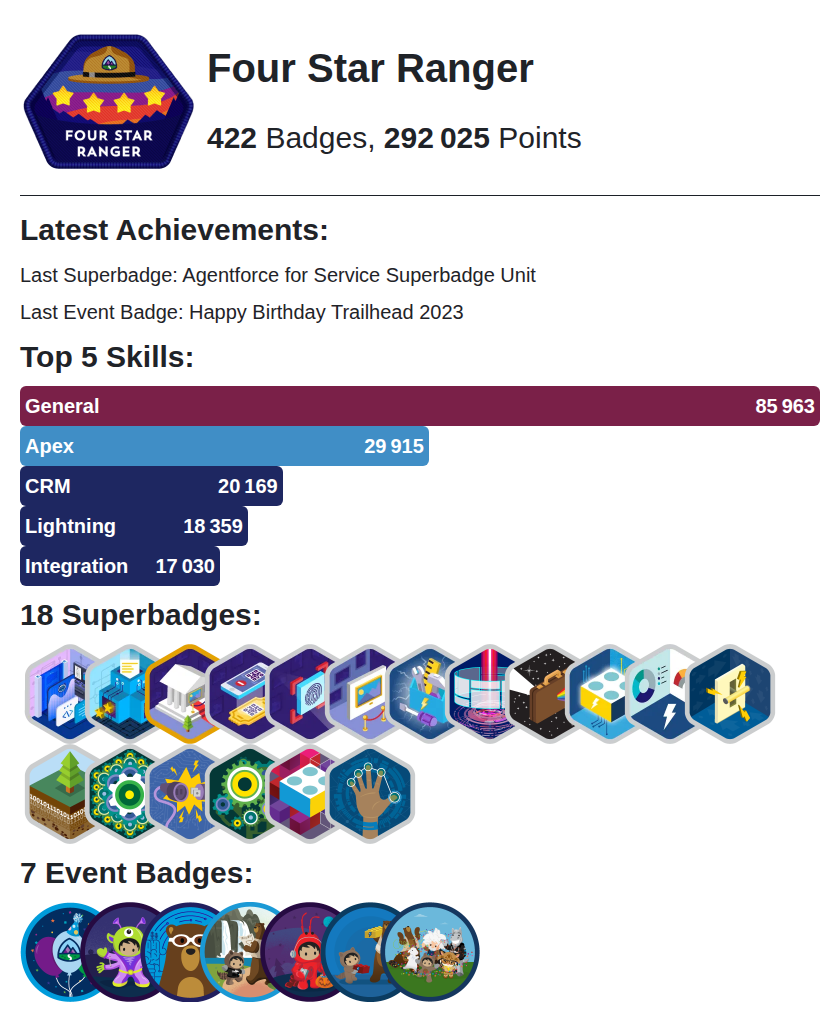 FOUR STAR
RANGER
Four Star Ranger
422 Badges, 292 025 Points
Latest Achievements:
Last Superbadge: Agentforce for Service Superbadge Unit
Last Event Badge: Happy Birthday Trailhead 2023
Top 5 Skills:
General 85 963
Apex 29 915
CRM 20 169
Lightning 18 359
Integration 17 030
18 Superbadges:
7 Event Badges: